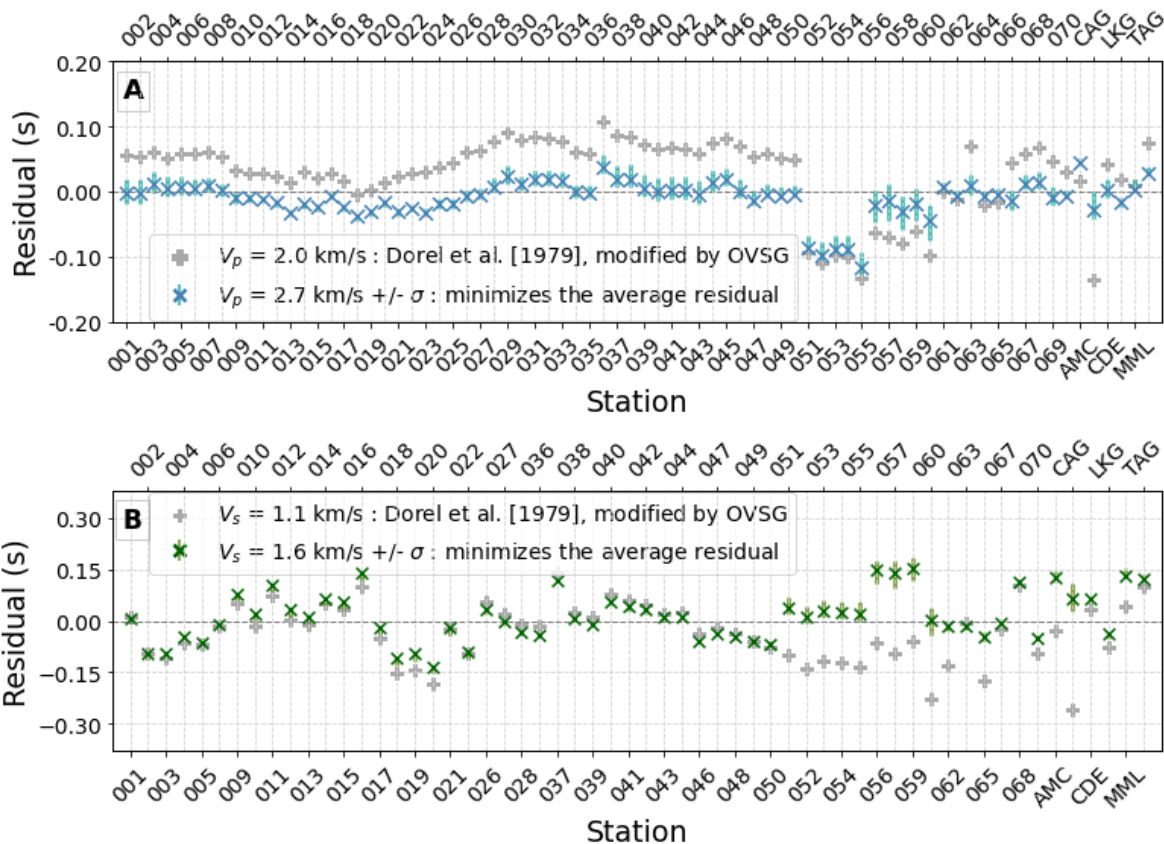 002 004 006 008 010 012 014 016 018 020 022 024 026 028 030 032 034 036 038 040 042 044 046 048 050 052 054 056 058 060 062 064 066 068 070 CAG LKG TAG
A
0.20
0.10
0.00
-0.10
-0.20
Residual (s)
Vp = 2.0 km/s : Dorel et al. [1979], modified by OVSG
Vp = 2.7 km/s +/- σ : minimizes the average residual
001 003 005 007 009 011 013 015 017 019 021 023 025 027 029 031 033 035 037 039 041 043 045 047 049 051 053 055 057 059 061 063 065 067 069 AMC CDE MML
Station
002 004 006 010 012 014 016 018 020 022 027 036 038 040 042 044 047 049 051 053 055 057 060 063 067 070 CAG LKG TAG
B
0.30
0.15
0.00
−0.15
−0.30
Residual (s)
Vs = 1.1 km/s : Dorel et al. [1979], modified by OVSG
Vs = 1.6 km/s +/- σ : minimizes the average residual
001 003 005 009 011 013 015 017 019 021 026 028 037 039 041 043 046 048 050 052 054 056 059 062 065 068 AMC CDE MML
Station